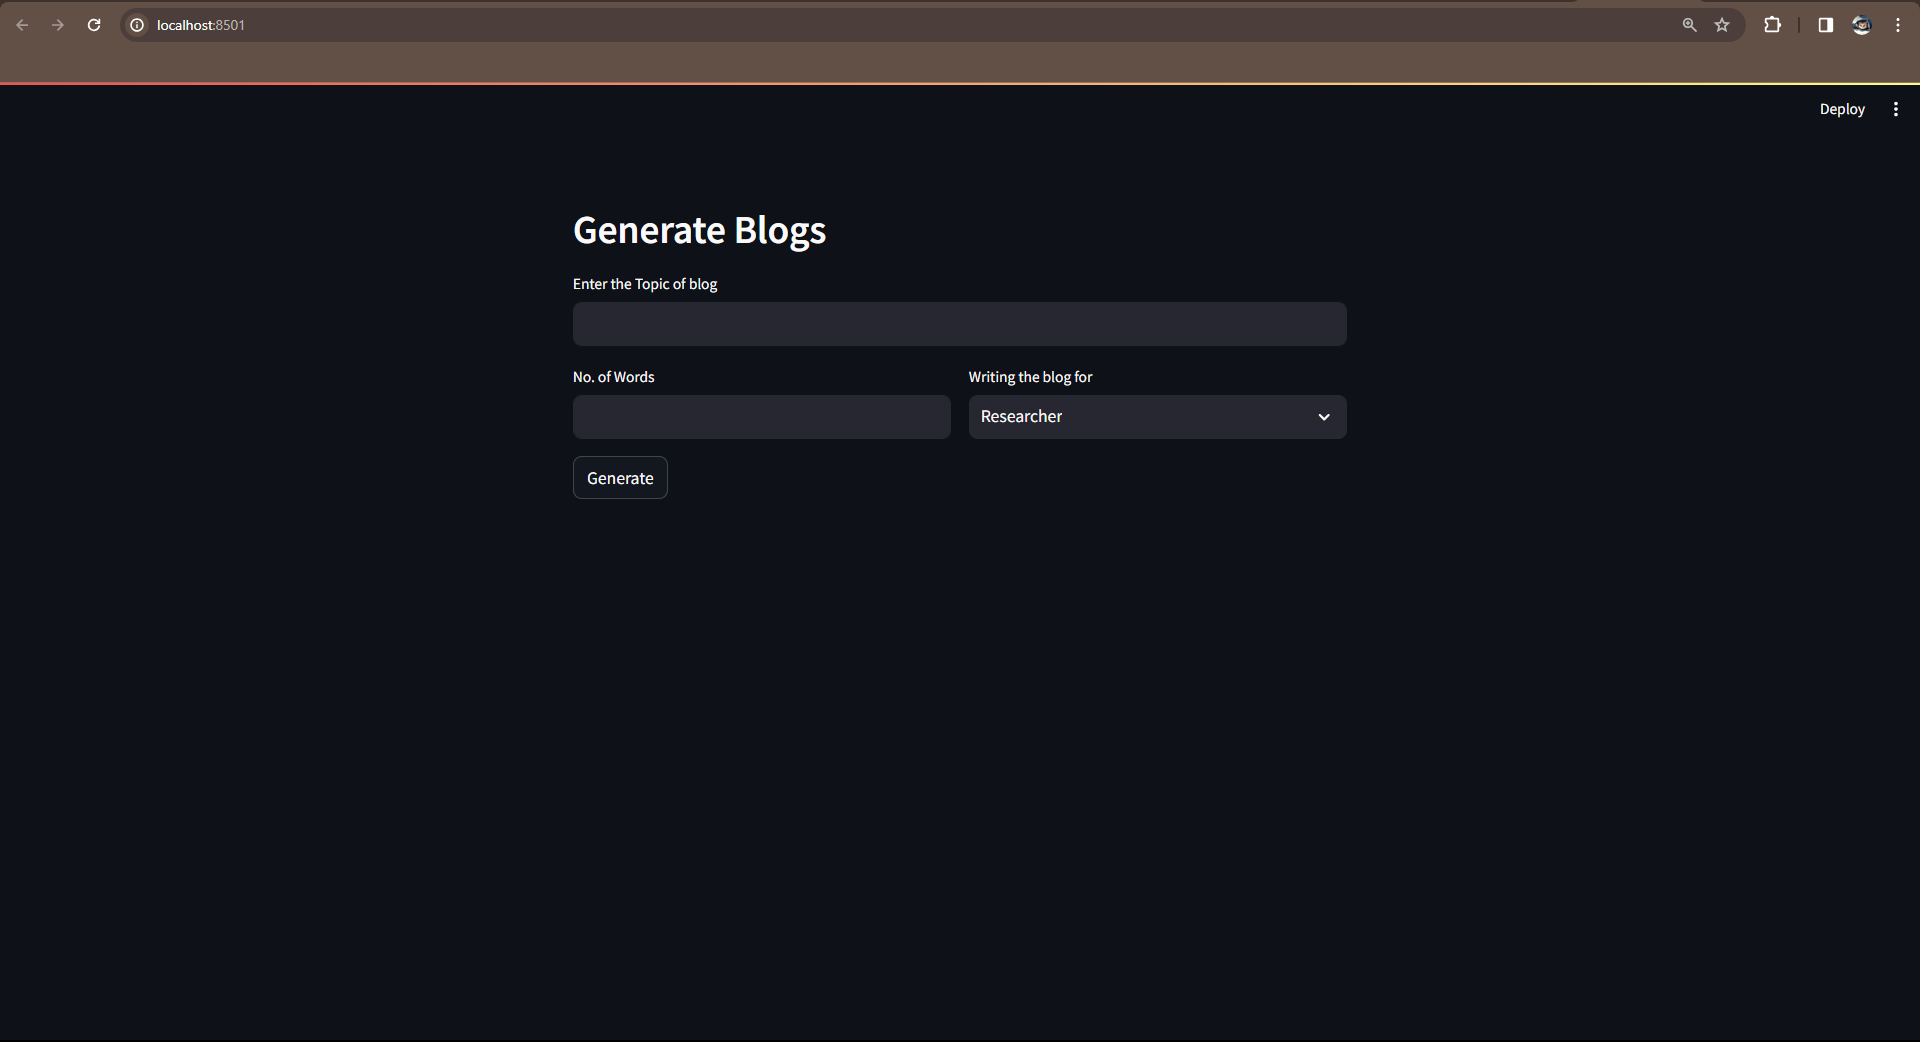 localhost:8501
Deploy
Generate Blogs
Enter the Topic of blog
No. of Words
Writing the blog for
Researcher
Generate